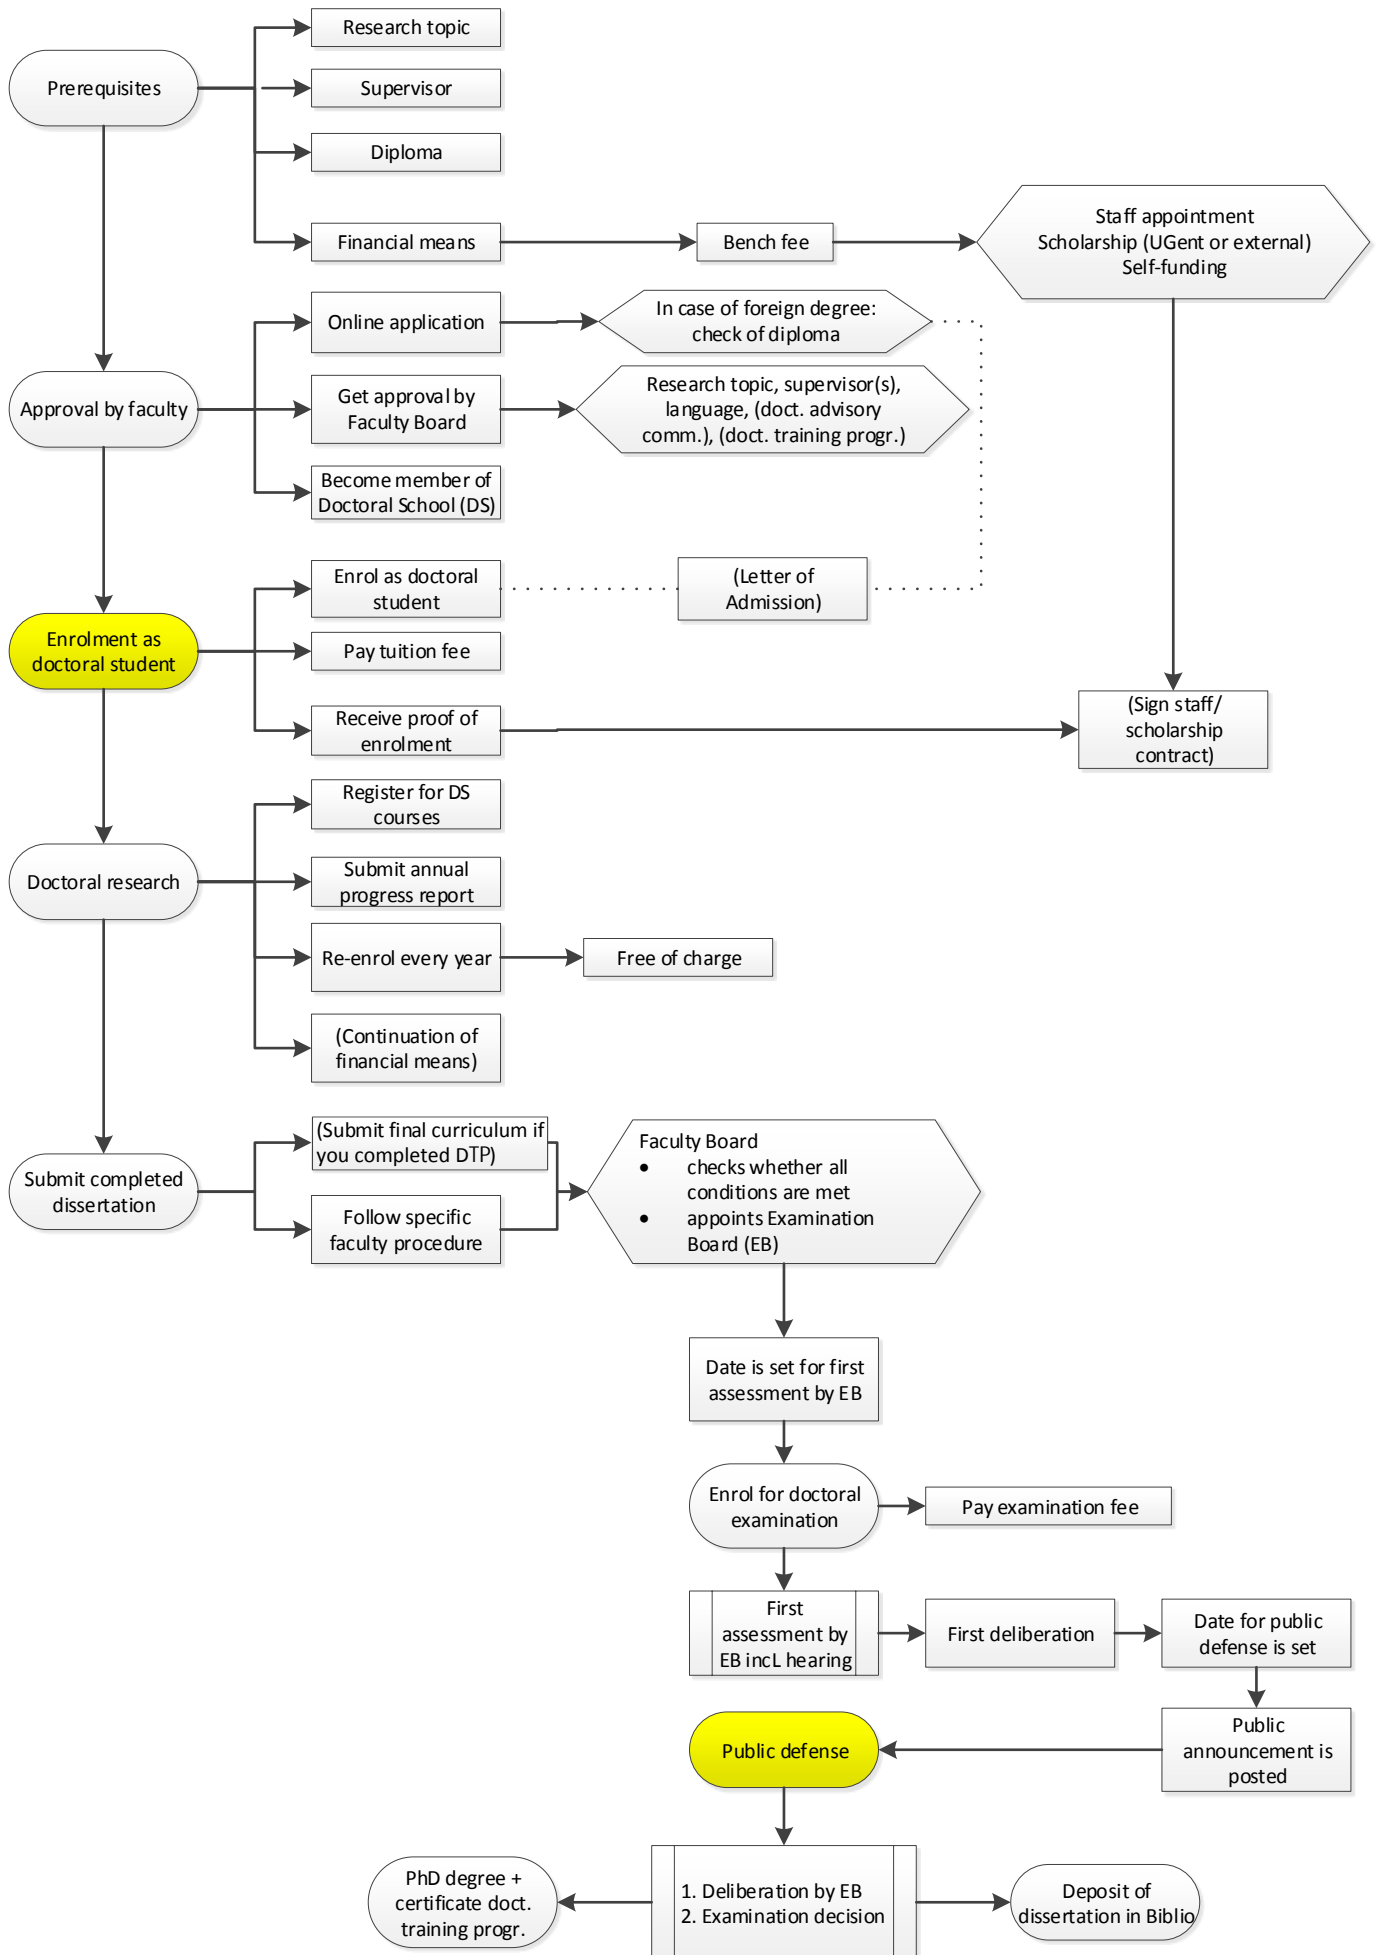 Research topic
Prerequisites
Supervisor
Diploma
Financial means
Bench fee
Staff appointment
Scholarship (UGent or external)
Self-funding
Online application
In case of foreign degree:
check of diploma
Approval by faculty
Get approval by
Faculty Board
Research topic, supervisor(s),
language, (doct. advisory
comm.), (doct. training progr.)
Become member of
Doctoral School (DS)
Enrol as doctoral
student
(Letter of
Admission)
Enrolment as
doctoral student
Pay tuition fee
Receive proof of
enrolment
(Sign staff/
scholarship
contract)
Register for DS
courses
Doctoral research
Submit annual
progress report
Re-enrol every year
Free of charge
(Continuation of
financial means)
Submit completed
dissertation
(Submit final curriculum if
you completed DTP)
Follow specific
faculty procedure
Faculty Board
• checks whether all
conditions are met
• appoints Examination
Board (EB)
Date is set for first
assessment by EB
Enrol for doctoral
examination
Pay examination fee
First
assessment by
EB incL hearing
First deliberation
Date for public
defense is set
Public
announcement is
posted
Public defense
PhD degree +
certificate doct.
training progr.
1. Deliberation by EB
2. Examination decision
Deposit of
dissertation in Biblio